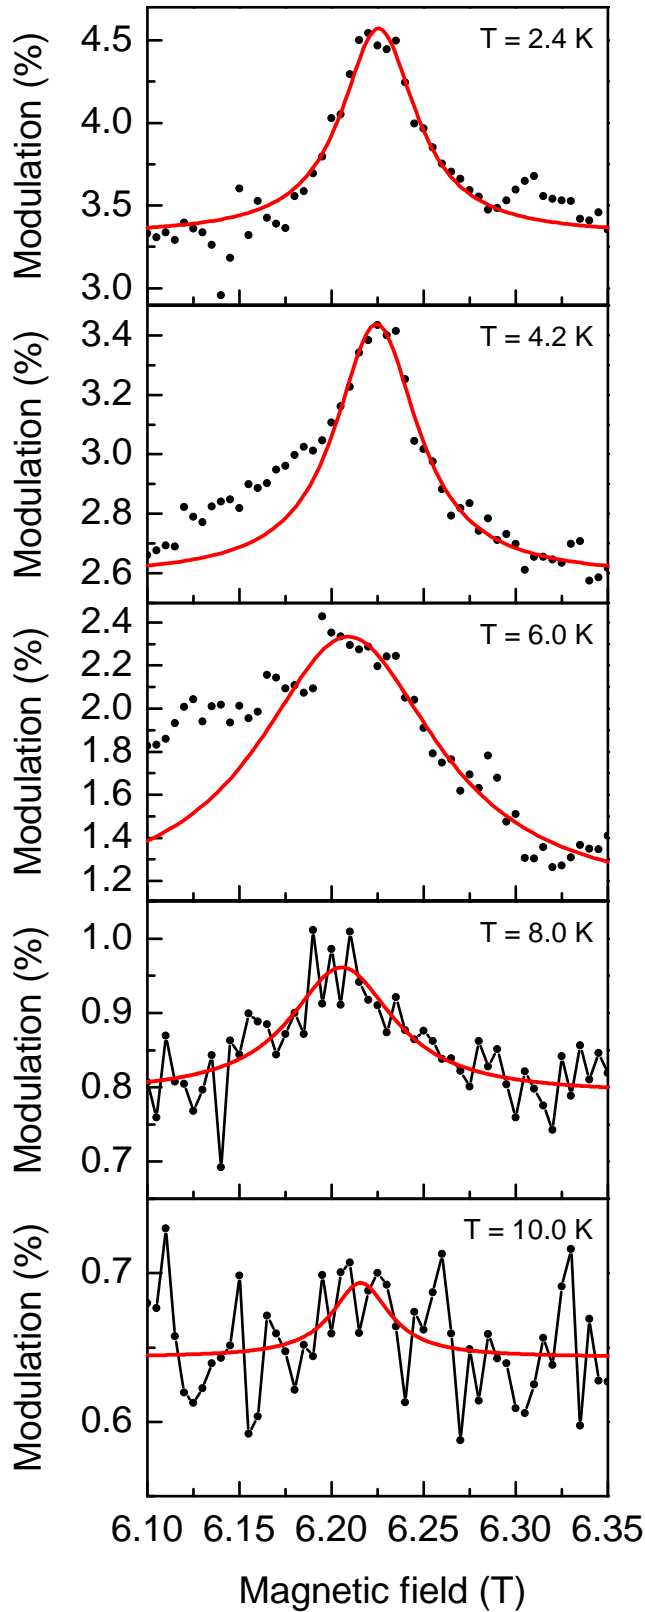 T = 2.4 K
Modulation (%)
4.5
4.0
3.5
3.0
T = 4.2 K
Modulation (%)
3.4
3.2
3.0
2.8
2.6
T = 6.0 K
Modulation (%)
2.4
2.2
2.0
1.8
1.6
1.4
1.2
T = 8.0 K
Modulation (%)
1.0
0.9
0.8
0.7
T = 10.0 K
Modulation (%)
0.7
0.6
6.10 6.15 6.20 6.25 6.30 6.35
Magnetic field (T)